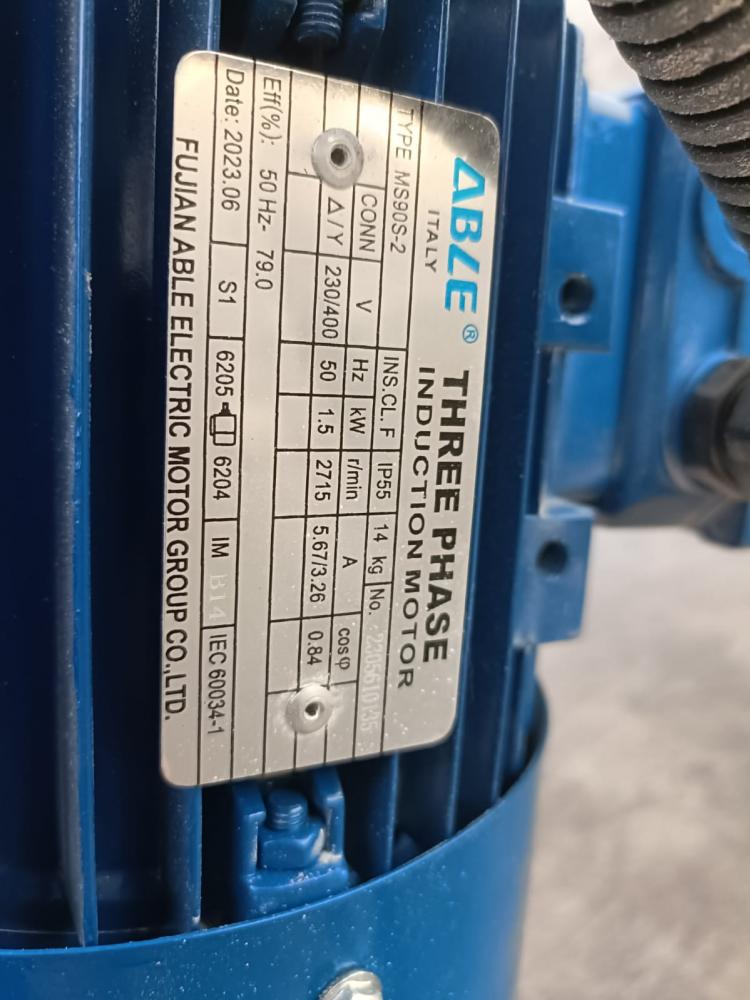 ABLE ®
ITALY
THREE PHASE
INDUCTION MOTOR
TYPE MS90S-2 INS.CL. F IP55 14 kg No. 2305610135
CONN V Hz kW r/min A cosφ
Δ/Y 230/400 50 1.5 2715 5.67/3.26 0.84
Eff(%): 50 Hz- 79.0
Date: 2023.06 S1 6205 6204 IM B14 IEC 60034-1
FUJIAN ABLE ELECTRIC MOTOR GROUP CO.,LTD.